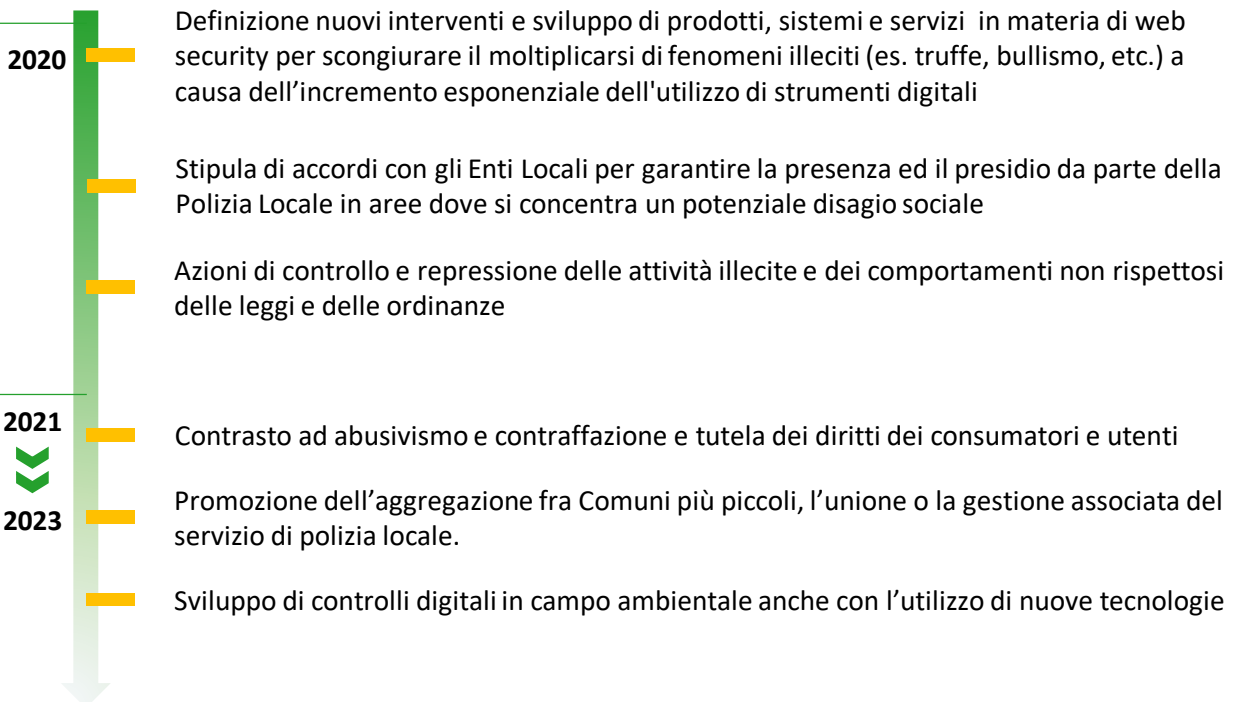 Definizione nuovi interventi e sviluppo di prodotti, sistemi e servizi in materia di web
2020
security per scongiurare il moltiplicarsi di fenomeni illeciti (es. truffe, bullismo, etc.) a
causa dell’incremento esponenziale dell'utilizzo di strumenti digitali
Stipula di accordi con gli Enti Locali per garantire la presenza ed il presidio da parte della
Polizia Locale in aree dove si concentra un potenziale disagio sociale
Azioni di controllo e repressione delle attività illecite e dei comportamenti non rispettosi
delle leggi e delle ordinanze
2021
Contrasto ad abusivismo e contraffazione e tutela dei diritti dei consumatori e utenti
Promozione dell’aggregazione fra Comuni più piccoli, l’unione o la gestione associata del
2023
servizio di polizia locale.
Sviluppo di controlli digitali in campo ambientale anche con l’utilizzo di nuove tecnologie